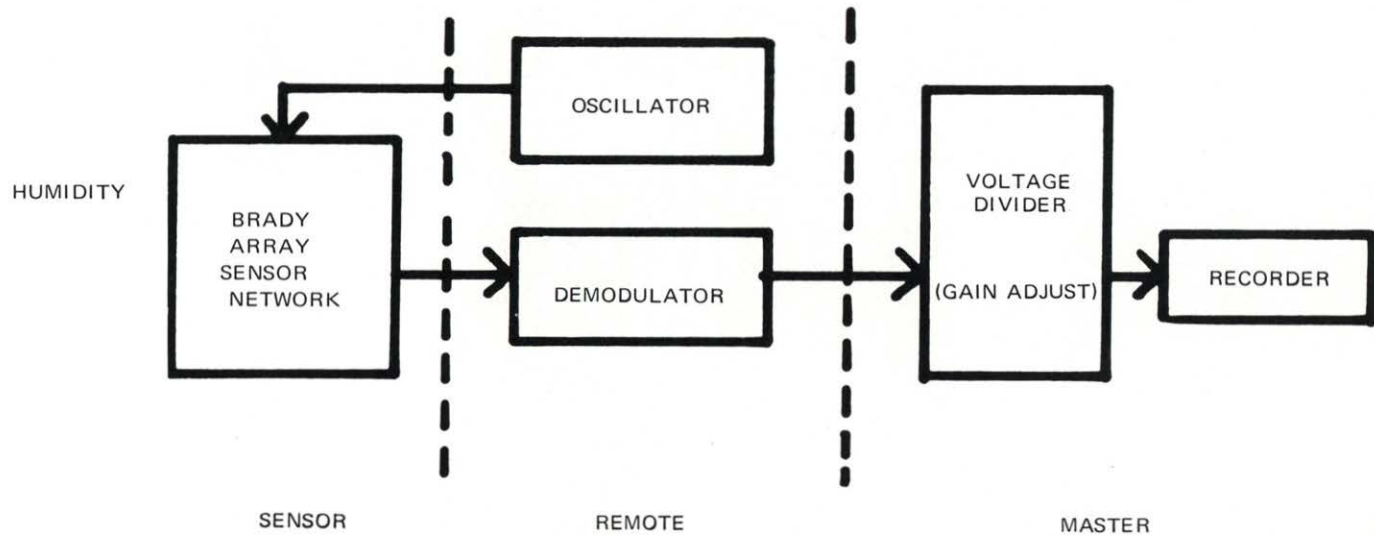 HUMIDITY
BRADY
ARRAY
SENSOR
NETWORK
OSCILLATOR
DEMODULATOR
VOLTAGE
DIVIDER
(GAIN ADJUST)
RECORDER
SENSOR
REMOTE
MASTER